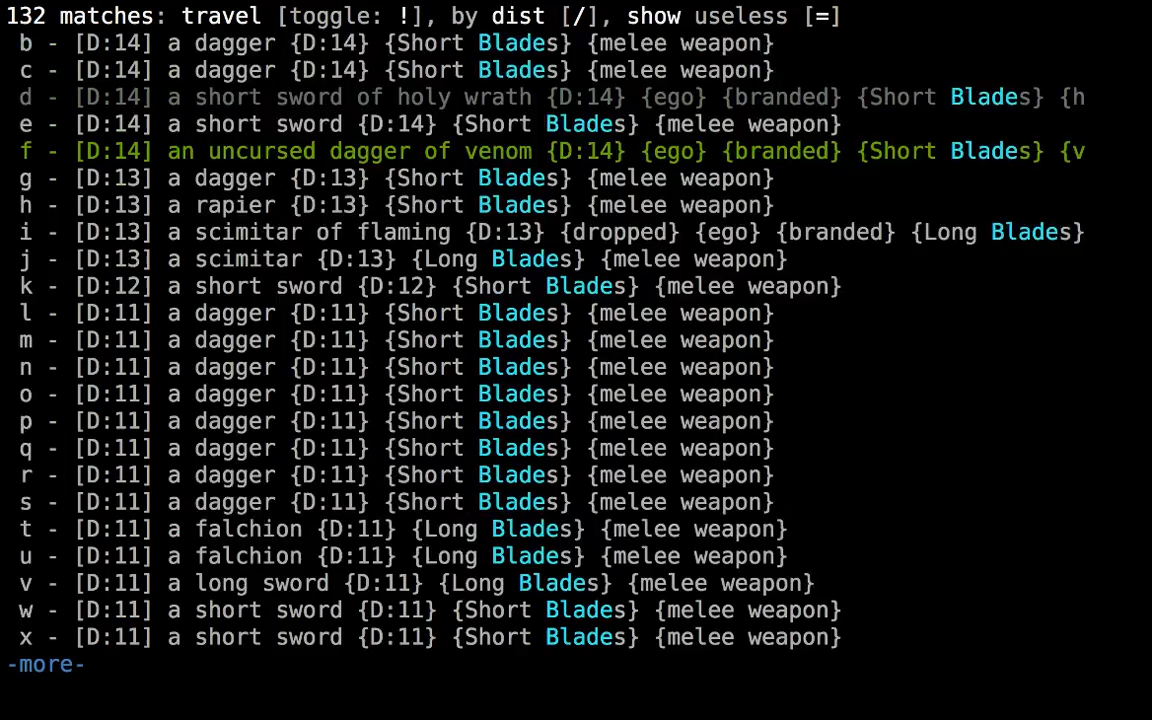 132 matches: travel [toggle: !], by dist [/], show useless [=]
b - [D:14] a dagger {D:14} {Short Blades} {melee weapon}
c - [D:14] a dagger {D:14} {Short Blades} {melee weapon}
d - [D:14] a short sword of holy wrath {D:14} {ego} {branded} {Short Blades} {h
e - [D:14] a short sword {D:14} {Short Blades} {melee weapon}
f - [D:14] an uncursed dagger of venom {D:14} {ego} {branded} {Short Blades} {v
g - [D:13] a dagger {D:13} {Short Blades} {melee weapon}
h - [D:13] a rapier {D:13} {Short Blades} {melee weapon}
i - [D:13] a scimitar of flaming {D:13} {dropped} {ego} {branded} {Long Blades}
j - [D:13] a scimitar {D:13} {Long Blades} {melee weapon}
k - [D:12] a short sword {D:12} {Short Blades} {melee weapon}
l - [D:11] a dagger {D:11} {Short Blades} {melee weapon}
m - [D:11] a dagger {D:11} {Short Blades} {melee weapon}
n - [D:11] a dagger {D:11} {Short Blades} {melee weapon}
o - [D:11] a dagger {D:11} {Short Blades} {melee weapon}
p - [D:11] a dagger {D:11} {Short Blades} {melee weapon}
q - [D:11] a dagger {D:11} {Short Blades} {melee weapon}
r - [D:11] a dagger {D:11} {Short Blades} {melee weapon}
s - [D:11] a dagger {D:11} {Short Blades} {melee weapon}
t - [D:11] a falchion {D:11} {Long Blades} {melee weapon}
u - [D:11] a falchion {D:11} {Long Blades} {melee weapon}
v - [D:11] a long sword {D:11} {Long Blades} {melee weapon}
w - [D:11] a short sword {D:11} {Short Blades} {melee weapon}
x - [D:11] a short sword {D:11} {Short Blades} {melee weapon}
-more-